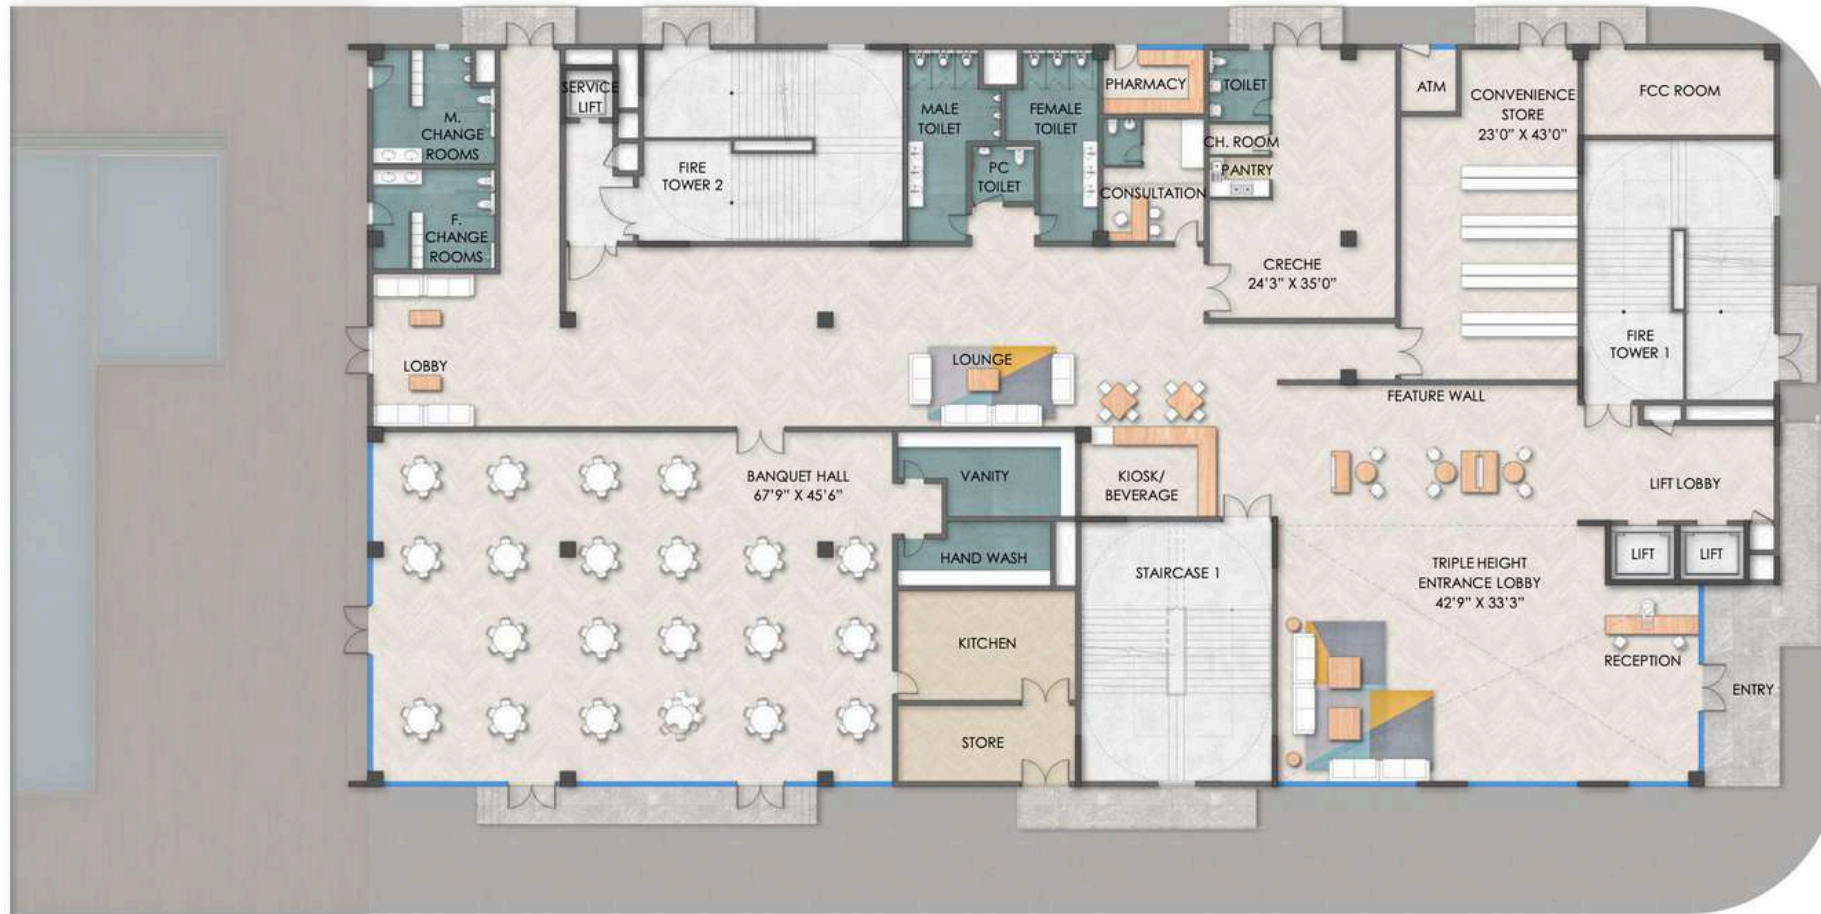 SERVICE
LIFT
M.
CHANGE
ROOMS
F.
CHANGE
ROOMS
FIRE
TOWER 2
MALE
TOILET
FEMALE
TOILET
PC
TOILET
PHARMACY
CONSULTATION
TOILET
CH. ROOM
PANTRY
CRECHE
24'3" X 35'0"
ATM
CONVENIENCE
STORE
23'0" X 43'0"
FCC ROOM
FIRE
TOWER 1
LOBBY
LOUNGE
FEATURE WALL
BANQUET HALL
67'9" X 45'6"
VANITY
HAND WASH
KIOSK/
BEVERAGE
LIFT LOBBY
LIFT
LIFT
STAIRCASE 1
TRIPLE HEIGHT
ENTRANCE LOBBY
42'9" X 33'3"
KITCHEN
STORE
RECEPTION
ENTRY